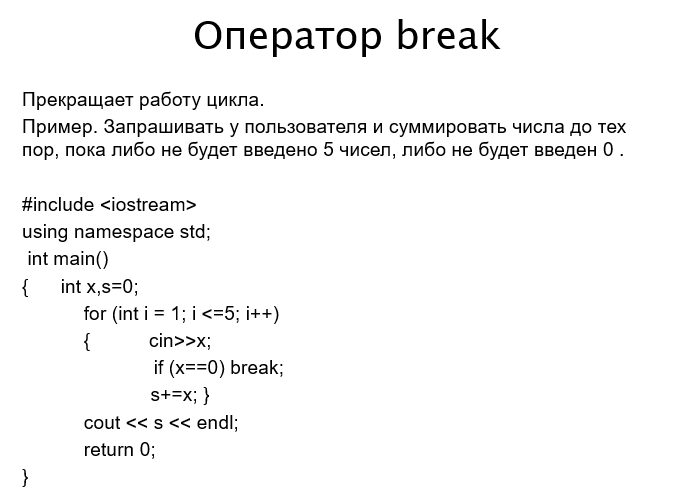 Оператор break
Прекращает работу цикла.
Пример. Запрашивать у пользователя и суммировать числа до тех
пор, пока либо не будет введено 5 чисел, либо не будет введен 0 .
#include <iostream>
using namespace std;
int main()
{ int x,s=0;
for (int i = 1; i <=5; i++)
{ cin>>x;
if (x==0) break;
s+=x; }
cout << s << endl;
return 0;
}